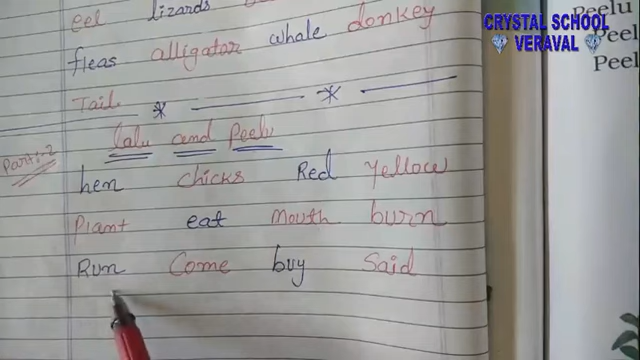 eel lizards
fleas alligator whale donkey
Tail * *
Part:-2
lalu and Peelu
hen chicks Red Yellow
Plant eat Mouth burn
Run Come buy Said
CRYSTAL SCHOOL
VERAVAL
Peelu
Peel
Peel